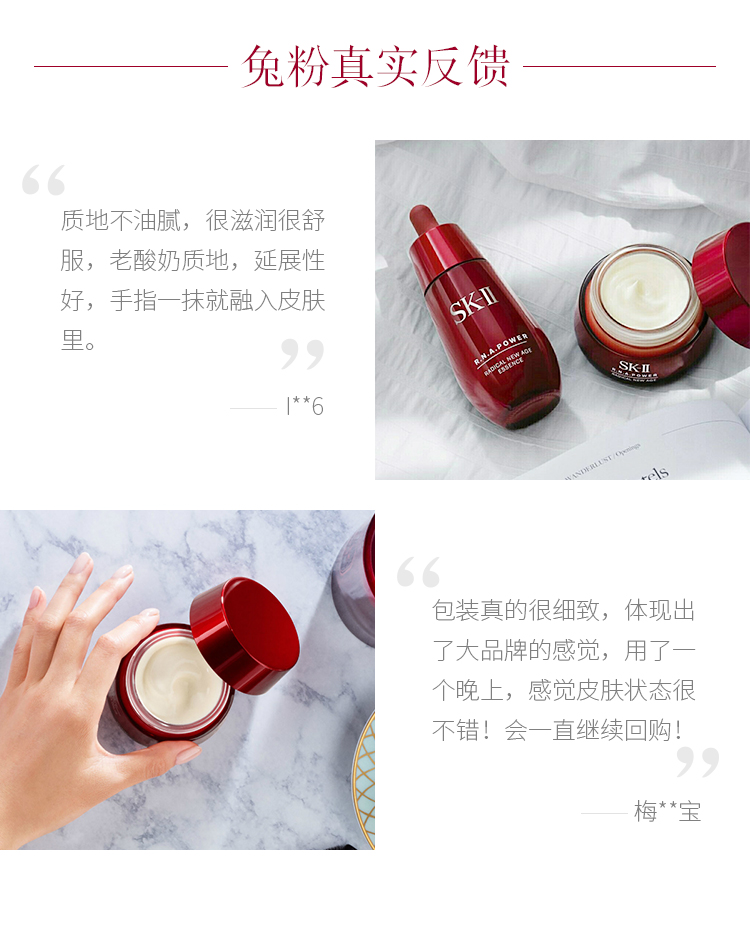 兔粉真实反馈
质地不油腻，很滋润很舒
服，老酸奶质地，延展性
好，手指一抹就融入皮肤
里。
I**6
SK-II
R.N.A.POWER
RADICAL NEW AGE
ESSENCE
SK-II
R.N.A.POWER
RADICAL NEW AGE
WANDERLUST / Openings
包装真的很细致，体现出
了大品牌的感觉，用了一
个晚上，感觉皮肤状态很
不错！会一直继续回购！
梅**宝